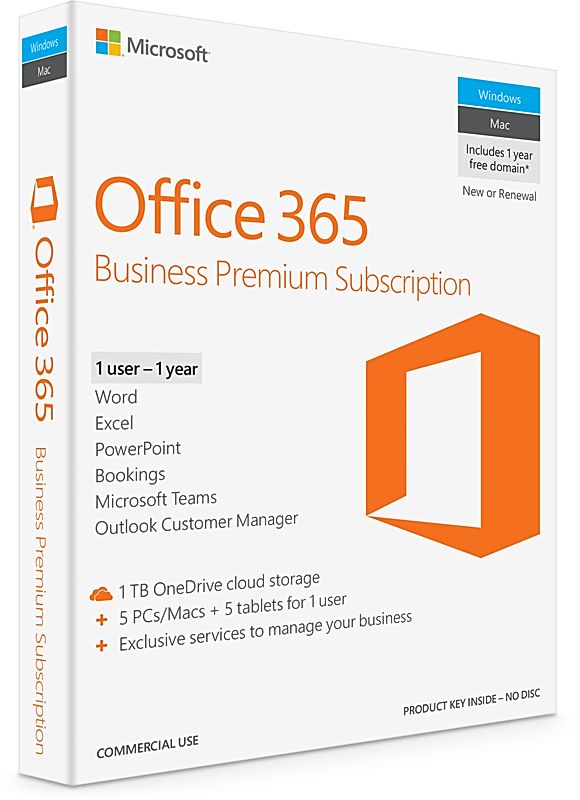 Windows
Mac
Office 365
Business Premium Subscription
Microsoft
Windows
Mac
Includes 1 year
free domain*
New or Renewal
Office 365
Business Premium Subscription
1 user – 1 year
Word
Excel
PowerPoint
Bookings
Microsoft Teams
Outlook Customer Manager
1 TB OneDrive cloud storage
+ 5 PCs/Macs + 5 tablets for 1 user
+ Exclusive services to manage your business
PRODUCT KEY INSIDE – NO DISC
COMMERCIAL USE